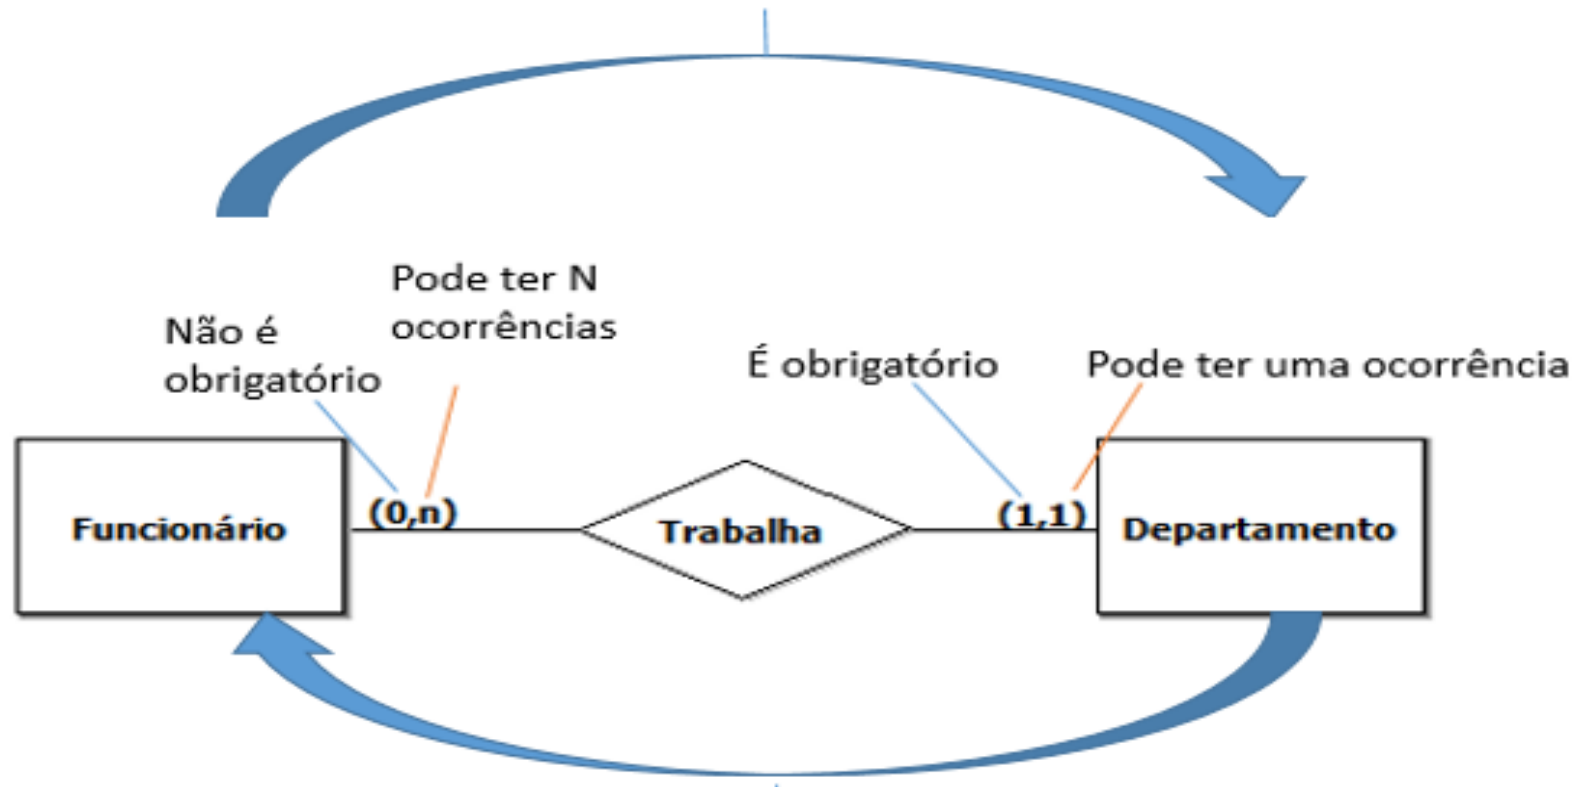 Pode ter N
ocorrências
Não é
obrigatório
É obrigatório
Pode ter uma ocorrência
Funcionário
(0,n)
Trabalha
(1,1)
Departamento